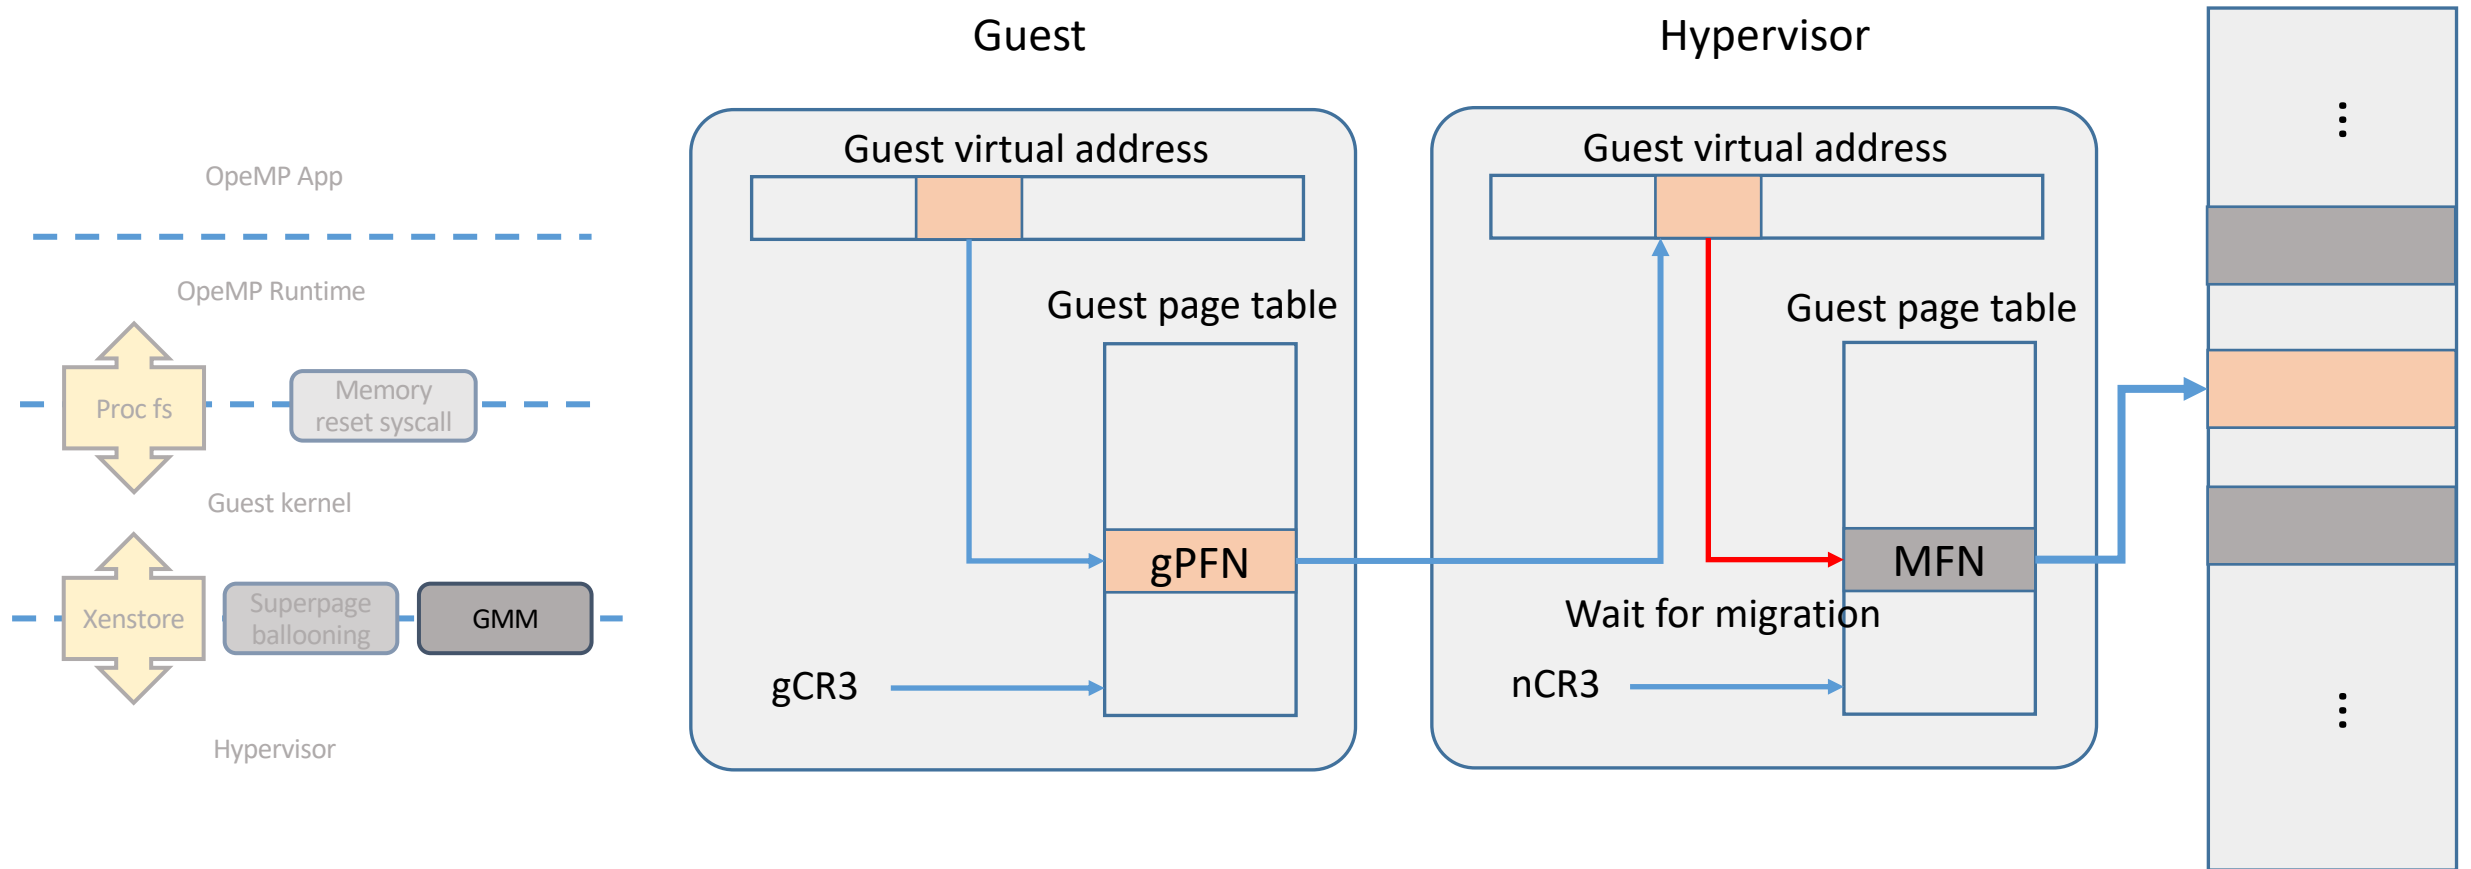 Guest
Hypervisor
OpeMP App
OpeMP Runtime
Proc fs
Memory
reset syscall
Guest kernel
Xenstore
Superpage
ballooning
GMM
Hypervisor
Guest virtual address
Guest page table
gPFN
gCR3
Guest virtual address
Guest page table
MFN
Wait for migration
nCR3
...
...